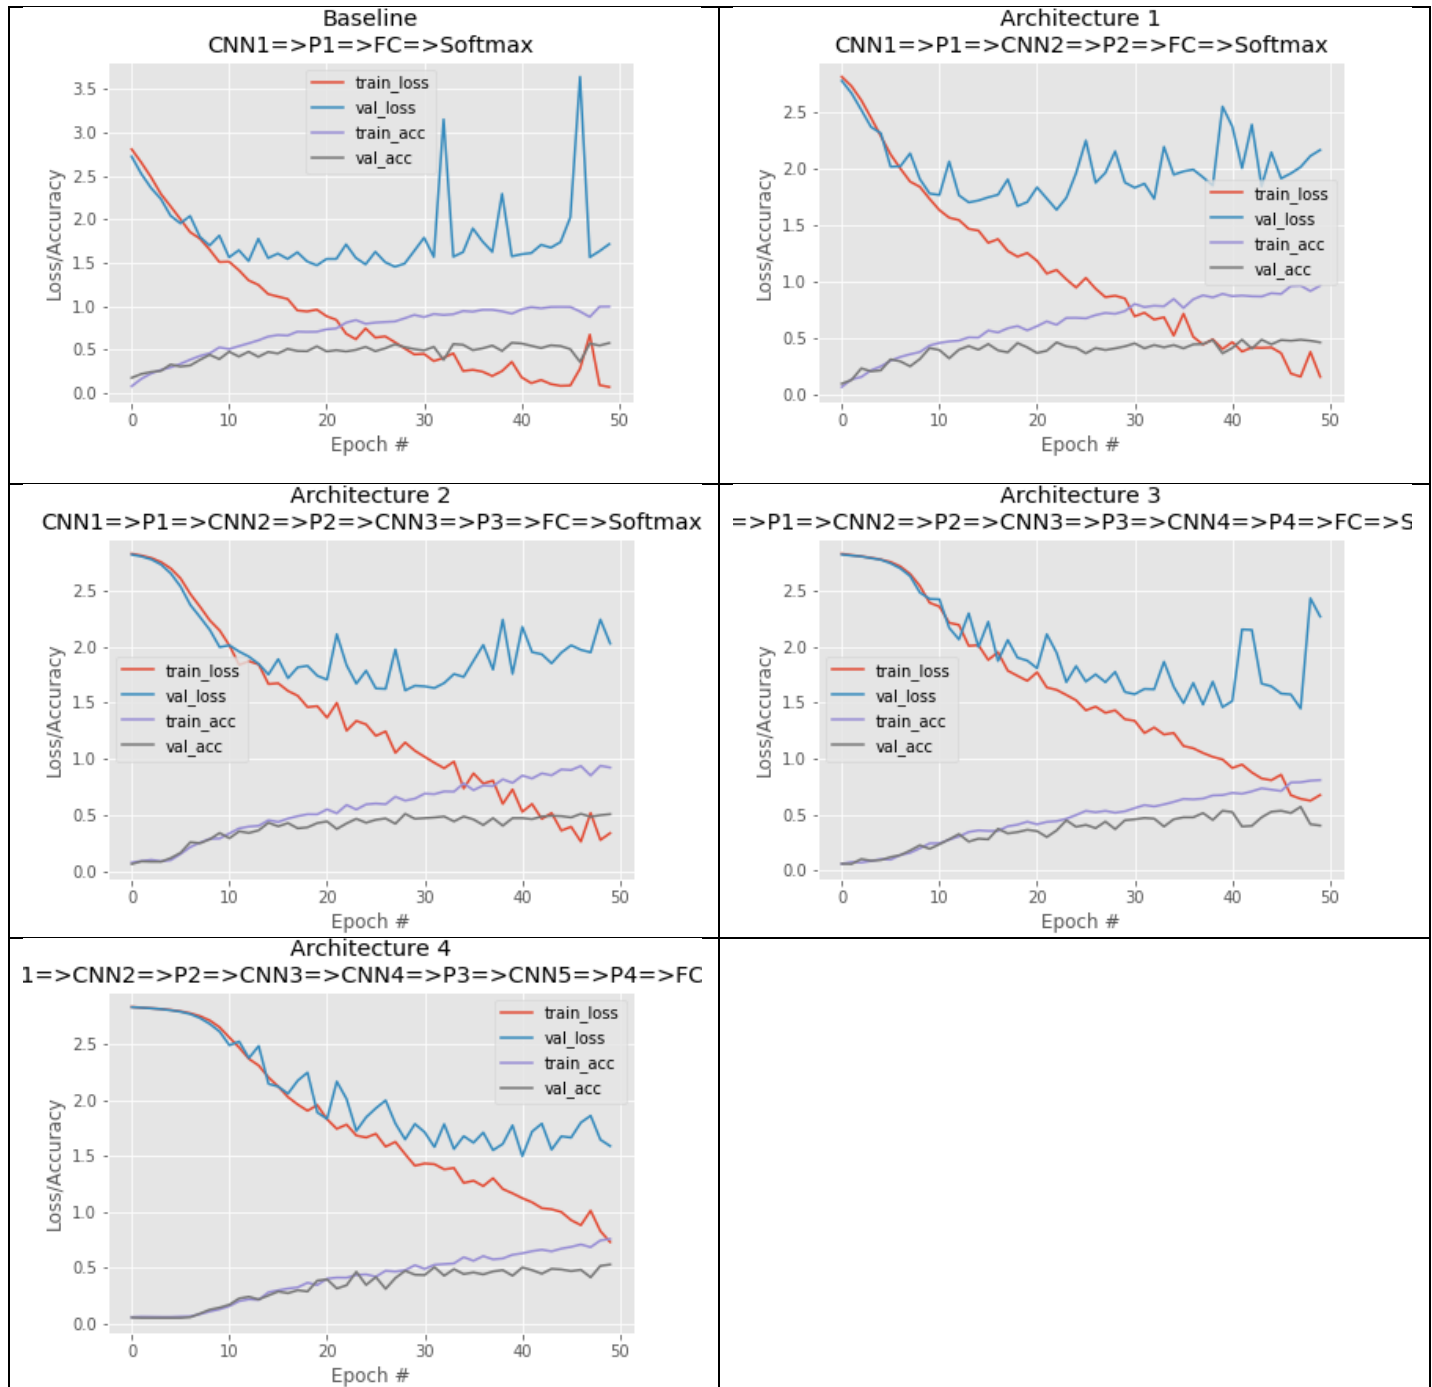 Baseline
CNN1=>P1=>FC=>Softmax
train_loss
val_loss
train_acc
val_acc
Loss/Accuracy
3.5
3.0
2.5
2.0
1.5
1.0
0.5
0.0
0 10 20 30 40 50
Epoch #
Architecture 1
CNN1=>P1=>CNN2=>P2=>FC=>Softmax
train_loss
val_loss
train_acc
val_acc
Loss/Accuracy
2.5
2.0
1.5
1.0
0.5
0.0
0 10 20 30 40 50
Epoch #
Architecture 2
CNN1=>P1=>CNN2=>P2=>CNN3=>P3=>FC=>Softmax
train_loss
val_loss
train_acc
val_acc
Loss/Accuracy
2.5
2.0
1.5
1.0
0.5
0.0
0 10 20 30 40 50
Epoch #
Architecture 3
=>P1=>CNN2=>P2=>CNN3=>P3=>CNN4=>P4=>FC=>S
train_loss
val_loss
train_acc
val_acc
Loss/Accuracy
2.5
2.0
1.5
1.0
0.5
0.0
0 10 20 30 40 50
Epoch #
Architecture 4
1=>CNN2=>P2=>CNN3=>CNN4=>P3=>CNN5=>P4=>FC
train_loss
val_loss
train_acc
val_acc
Loss/Accuracy
2.5
2.0
1.5
1.0
0.5
0.0
0 10 20 30 40 50
Epoch #